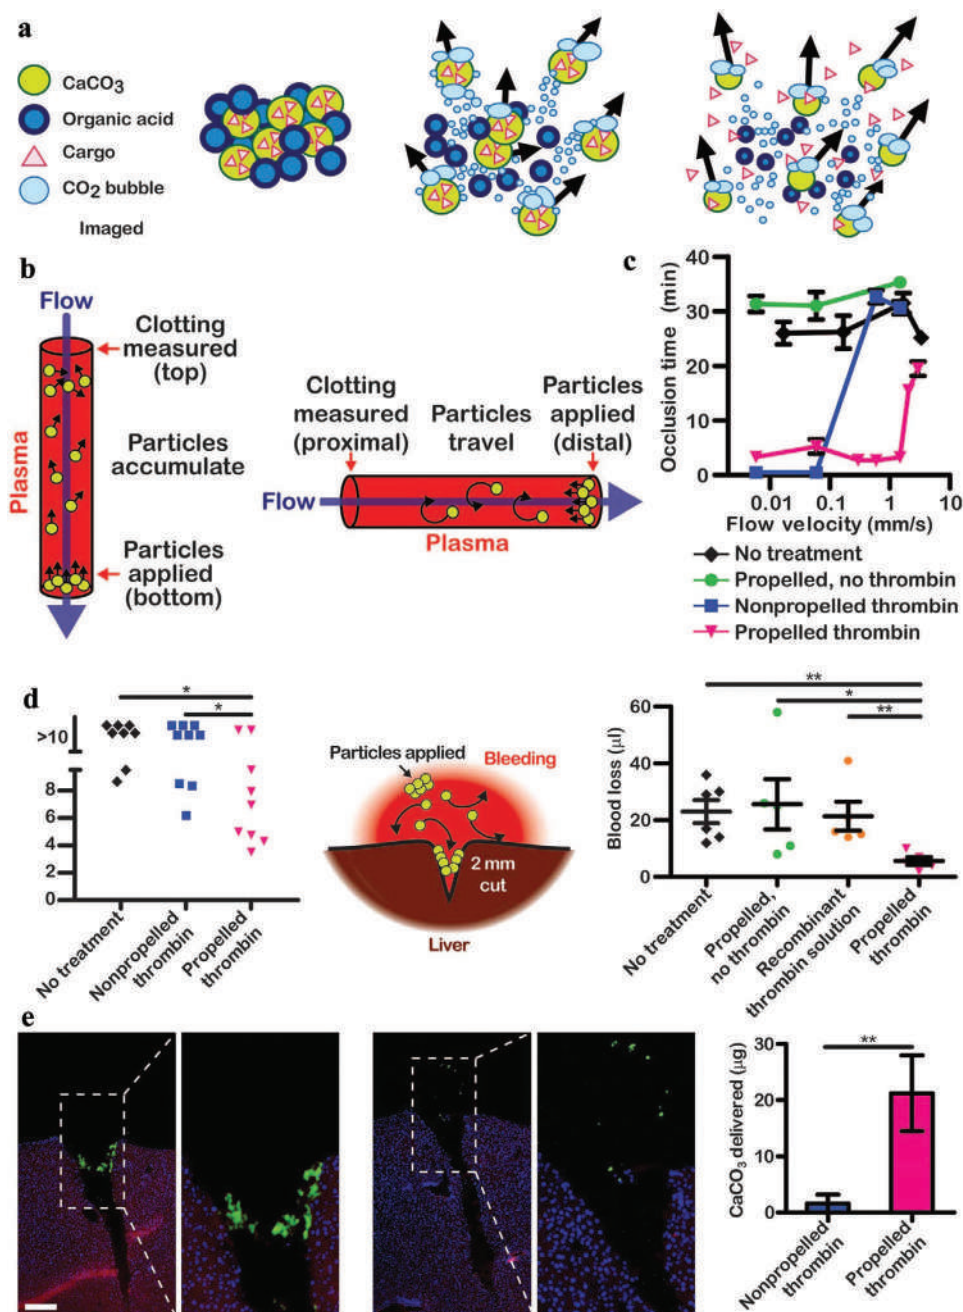 a
CaCO3
Organic acid
Cargo
CO2 bubble
Imaged
b
Flow
Clotting
measured
(top)
Particles
accumulate
Plasma
Particles
applied
(bottom)
Clotting
measured
(proximal)
Particles
travel
Particles
applied
(distal)
Flow
Plasma
c
Occlusion time (min)
40
30
20
10
0
0.01
0.1
1
10
Flow velocity (mm/s)
No treatment
Propelled, no thrombin
Nonpropelled thrombin
Propelled thrombin
d
*
*
>10
8
6
4
2
0
No treatment
Nonpropelled
thrombin
Propelled
thrombin
Particles applied
Bleeding
2 mm
cut
Liver
**
*
**
Blood loss (µl)
60
40
20
0
No treatment
Propelled,
no thrombin
Recombinant
thrombin solution
Propelled
thrombin
e
CaCO3 delivered (µg)
30
20
10
0
**
Nonpropelled
thrombin
Propelled
thrombin